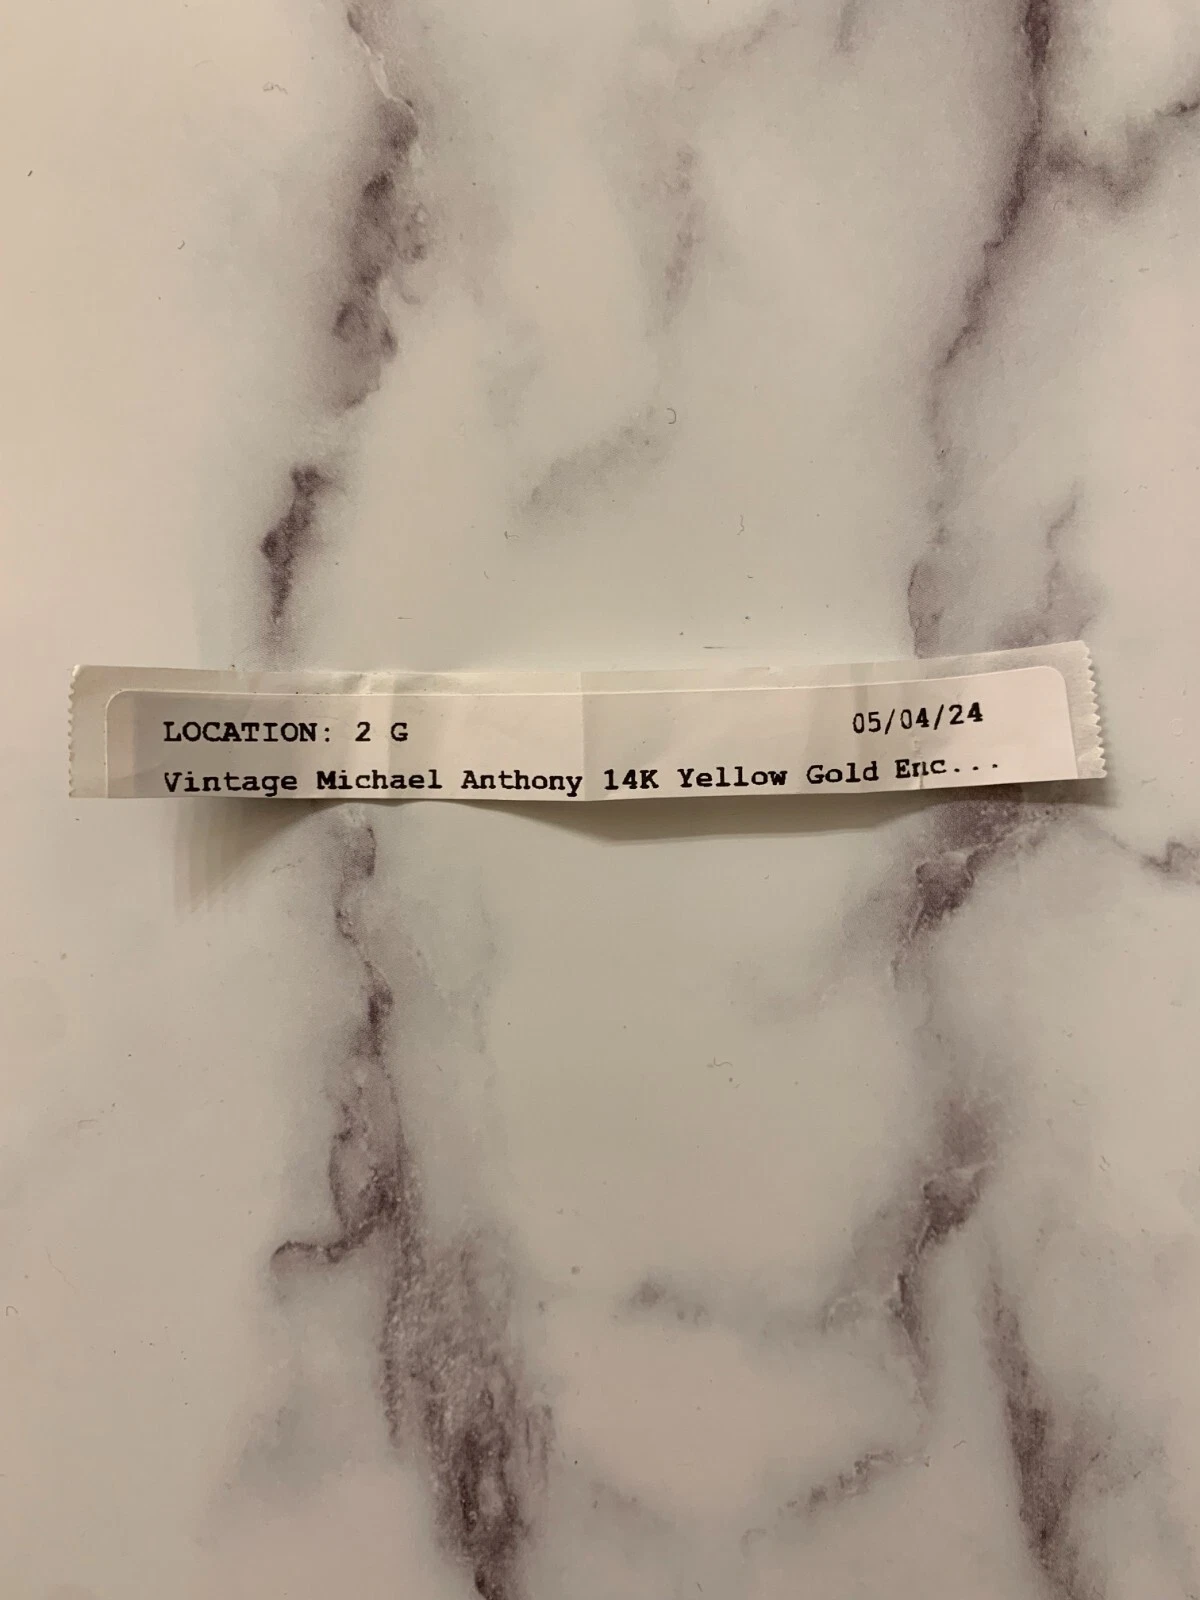 LOCATION: 2 G 05/04/24
Vintage Michael Anthony 14K Yellow Gold Enc...